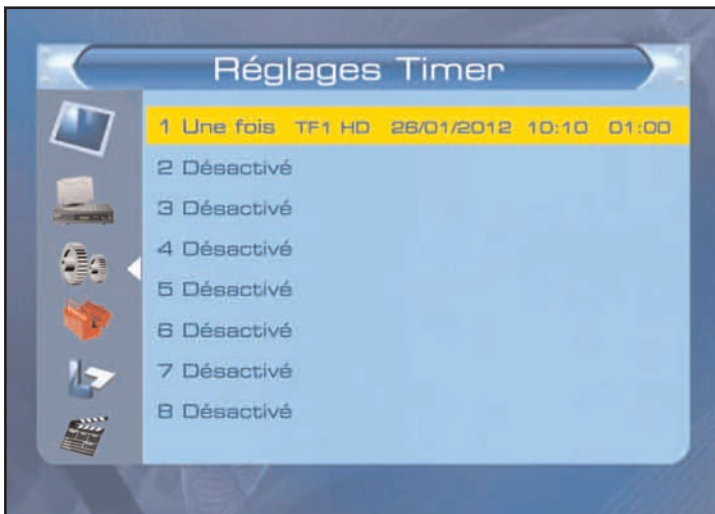 Réglages Timer
1 Une fois TF1 HD 26/01/2012 10:10 01:00
2 Désactivé
3 Désactivé
4 Désactivé
5 Désactivé
6 Désactivé
7 Désactivé
8 Désactivé